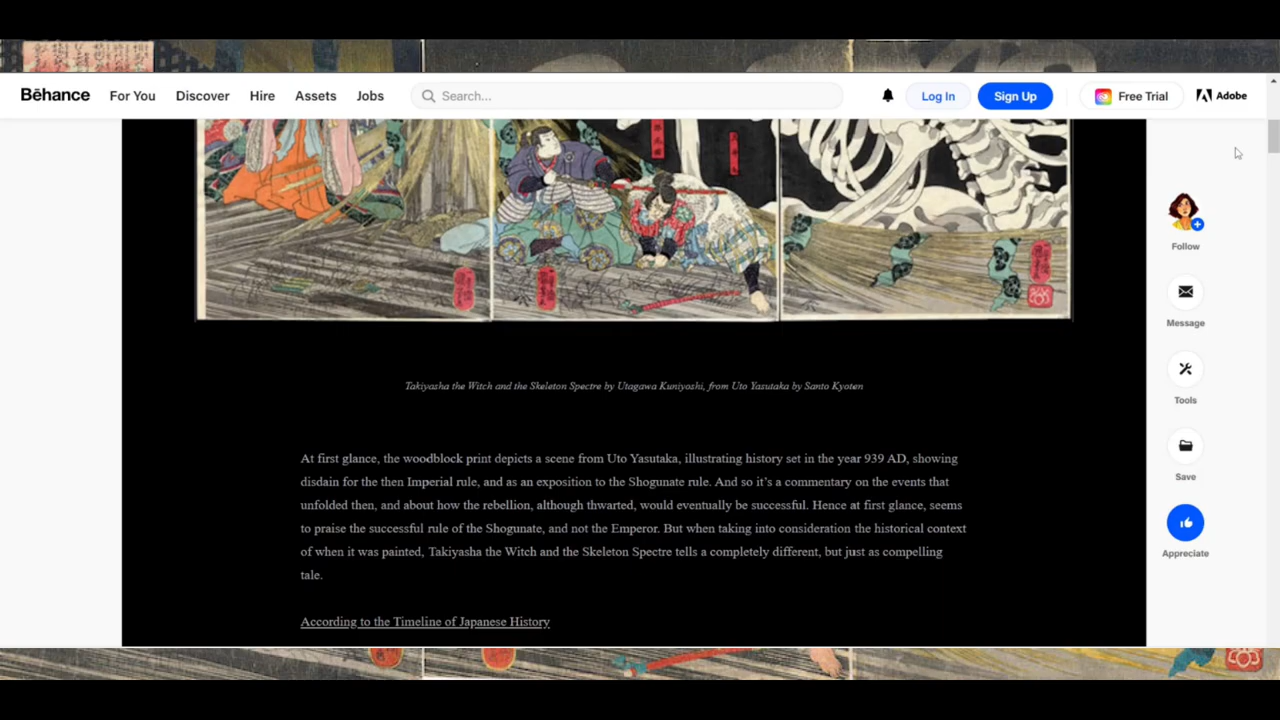 Bēhance For You Discover Hire Assets Jobs Search... Log In Sign Up Free Trial Adobe
Follow
Message
Tools
Save
Appreciate
Takiyasha the Witch and the Skeleton Spectre by Utagawa Kuniyoshi, from Uto Yasutaka by Santo Kyoten
At first glance, the woodblock print depicts a scene from Uto Yasutaka, illustrating history set in the year 939 AD, showing
disdain for the then Imperial rule, and as an exposition to the Shogunate rule. And so it's a commentary on the events that
unfolded then, and about how the rebellion, although thwarted, would eventually be successful. Hence at first glance, seems
to praise the successful rule of the Shogunate, and not the Emperor. But when taking into consideration the historical context
of when it was painted, Takiyasha the Witch and the Skeleton Spectre tells a completely different, but just as compelling
tale.
According to the Timeline of Japanese History